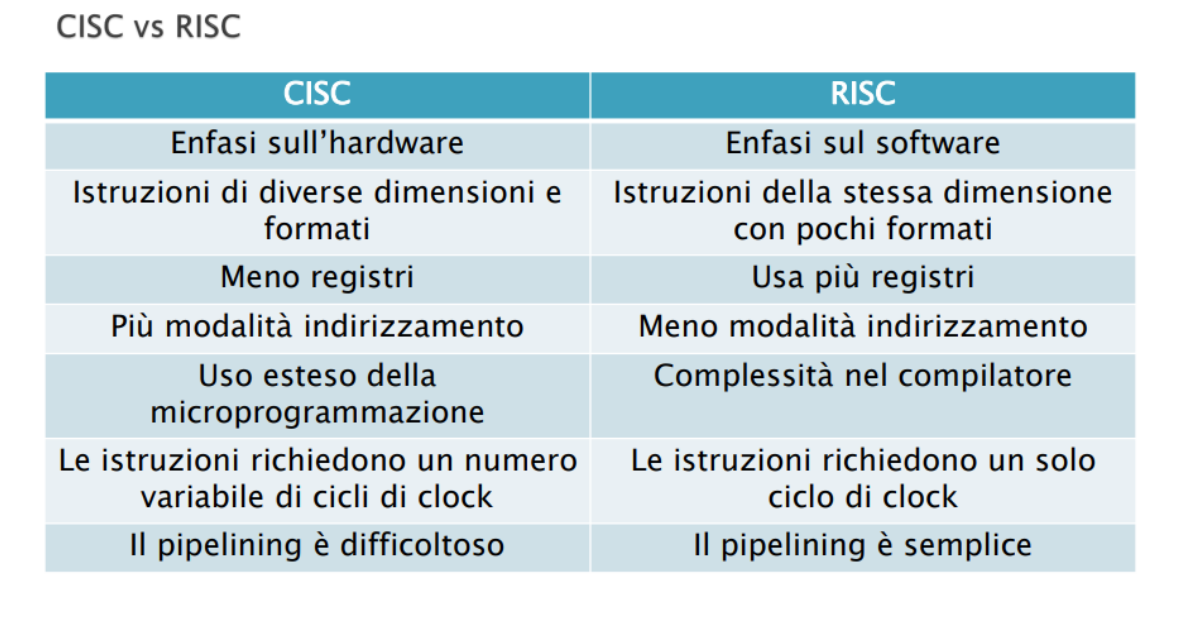 CISC vs RISC
CISC
RISC
Enfasi sull’hardware
Enfasi sul software
Istruzioni di diverse dimensioni e
formati
Istruzioni della stessa dimensione
con pochi formati
Meno registri
Usa più registri
Più modalità indirizzamento
Meno modalità indirizzamento
Uso esteso della
microprogrammazione
Complessità nel compilatore
Le istruzioni richiedono un numero
variabile di cicli di clock
Le istruzioni richiedono un solo
ciclo di clock
Il pipelining è difficoltoso
Il pipelining è semplice